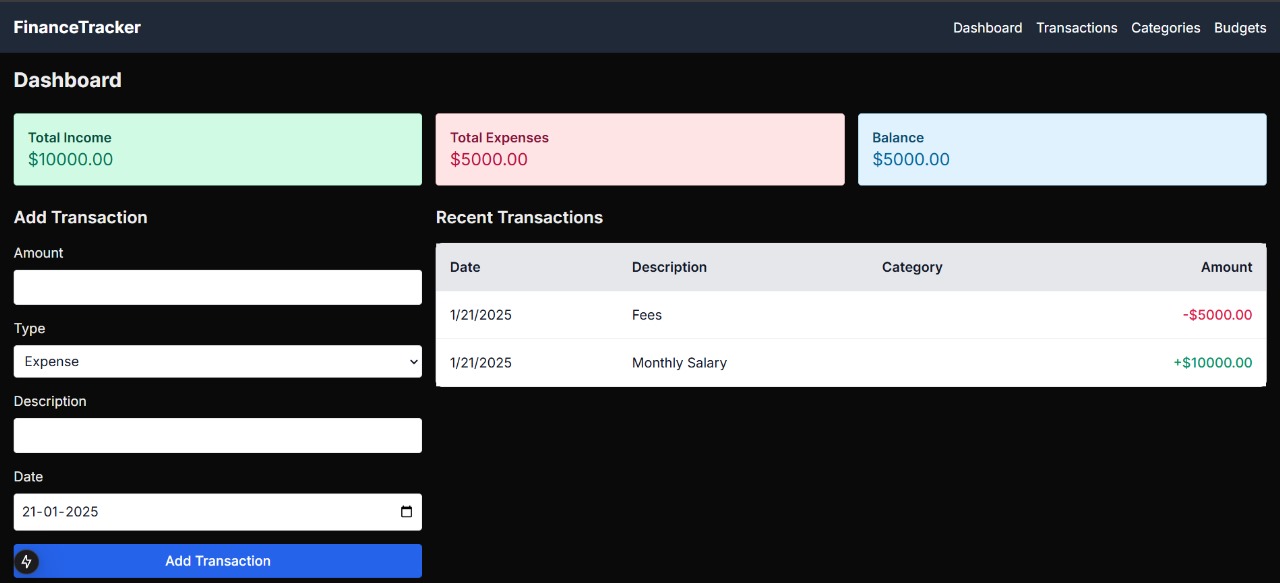 FinanceTracker
Dashboard Transactions Categories Budgets
Dashboard
Total Income
$10000.00
Total Expenses
$5000.00
Balance
$5000.00
Add Transaction
Amount
Type
Expense
Description
Date
21-01-2025
Add Transaction
Recent Transactions
Date Description Category Amount
1/21/2025 Fees -$5000.00
1/21/2025 Monthly Salary +$10000.00